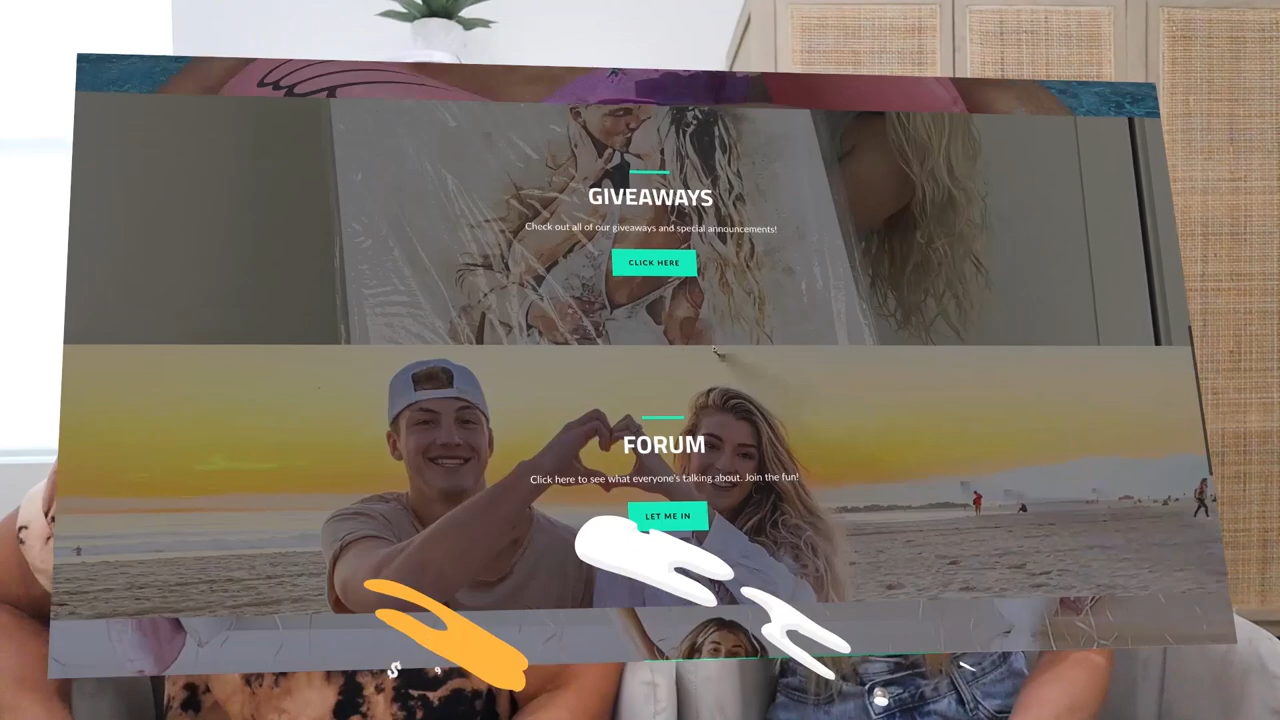 GIVEAWAYS
Check out all of our giveaways and special announcements!
CLICK HERE
FORUM
Click here to see what everyone's talking about. Join the fun!
LET ME IN